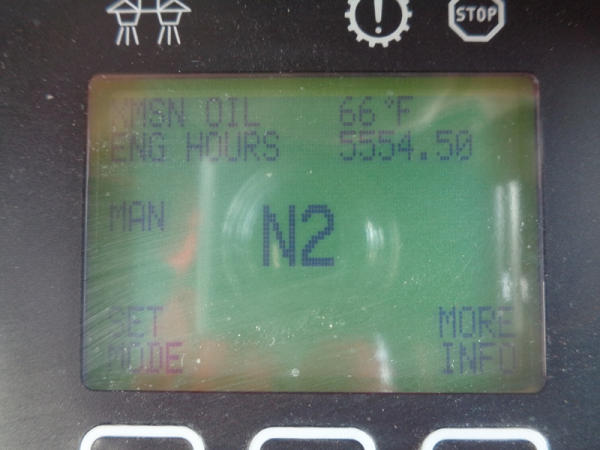 STOP
XMSN OIL 66°F
ENG HOURS 5554.50
MAN N2
SET MORE
MODE INFO